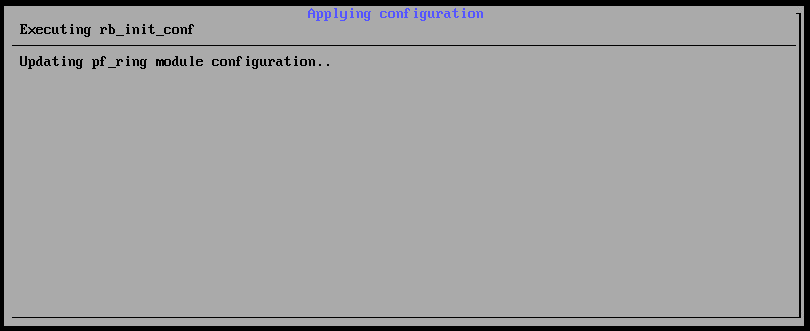 Applying configuration
Executing rb_init_conf
Updating pf_ring module configuration..